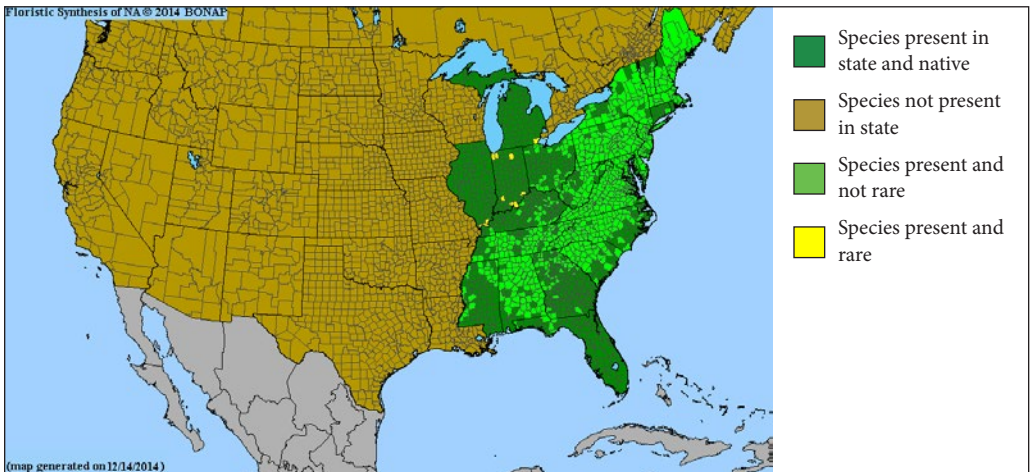 Floristic Synthesis of NA © 2014 BONAP
(map generated on 12/14/2014)
Species present in
state and native
Species not present
in state
Species present and
not rare
Species present and
rare